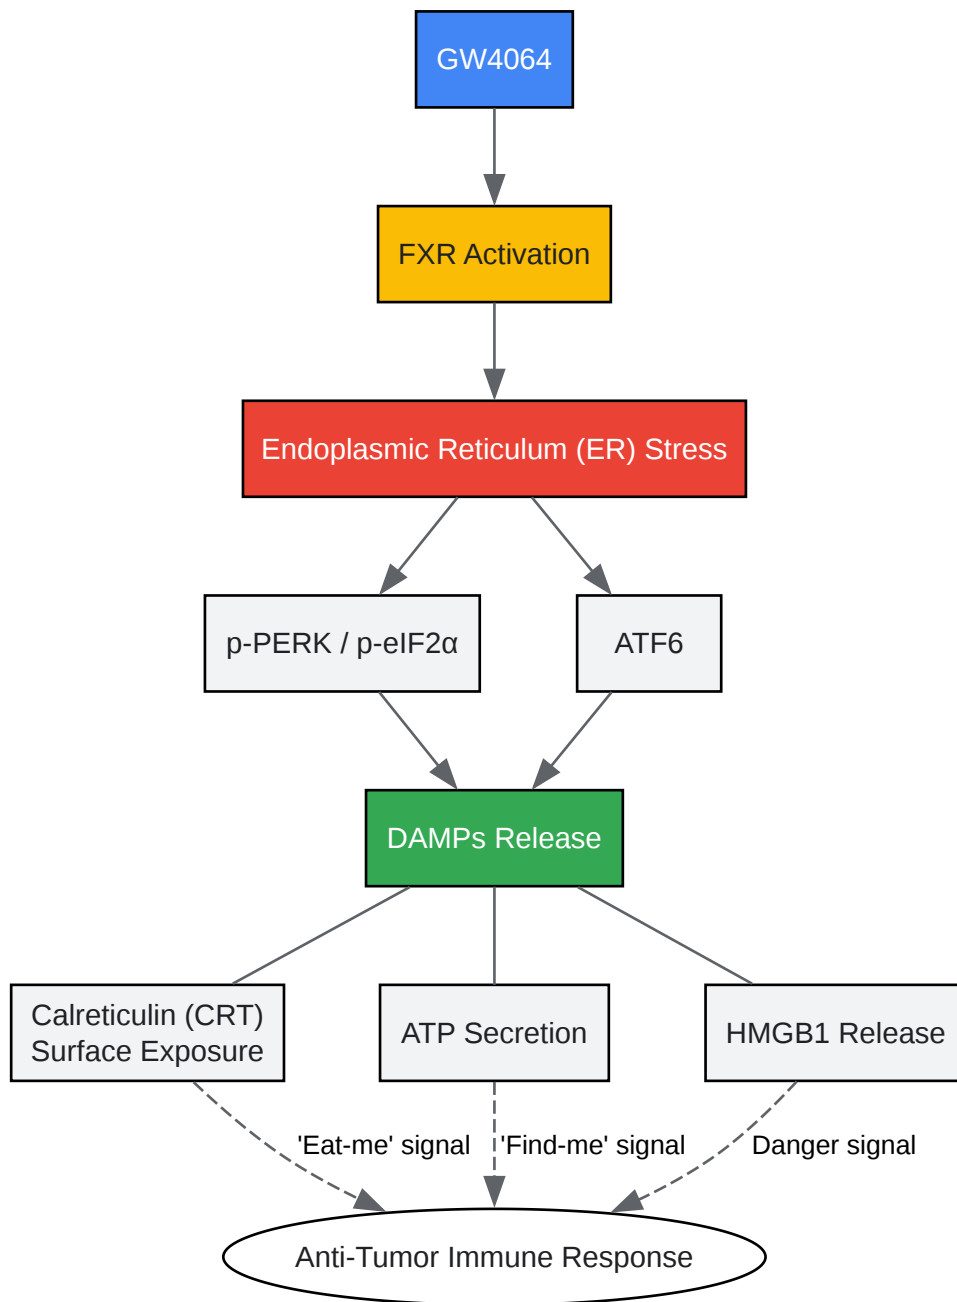 GW4064
FXR Activation
Endoplasmic Reticulum (ER) Stress
p-PERK / p-eIF2α
ATF6
DAMPs Release
Calreticulin (CRT)
Surface Exposure
ATP Secretion
HMGB1 Release
'Eat-me' signal
'Find-me' signal
Danger signal
Anti-Tumor Immune Response